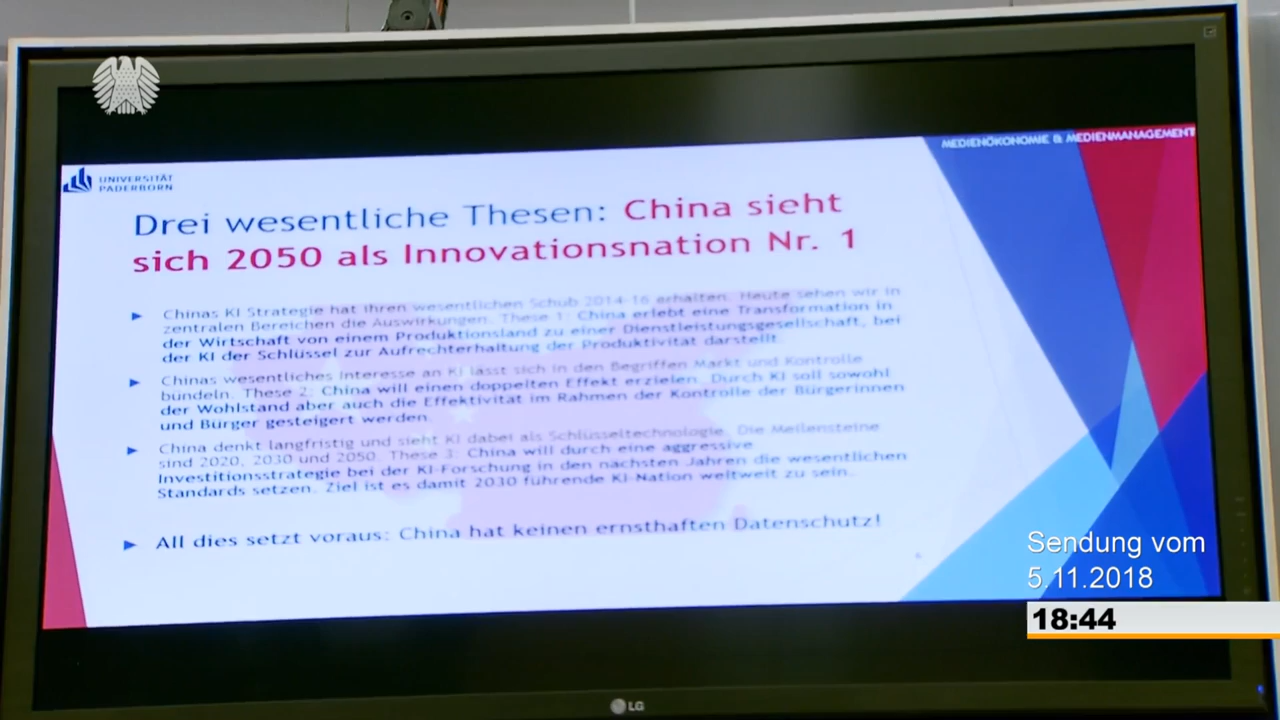 MEDIENÖKONOMIE & MEDIENMANAGEMENT
UNIVERSITÄT
PADERBORN
Drei wesentliche Thesen: China sieht
sich 2050 als Innovationsnation Nr. 1
Chinas KI Strategie hat ihren wesentlichen Schub 2014-16 erhalten. Heute sehen wir in
zentralen Bereichen die Auswirkungen. These 1: China erlebt eine Transformation in
der Wirtschaft von einem Produktionsland zu einer Dienstleistungsgesellschaft, bei
der KI der Schlüssel zur Aufrechterhaltung der Produktivität darstellt.
Chinas wesentliches Interesse an KI lässt sich in den Begriffen Markt und Kontrolle
bündeln. These 2: China will einen doppelten Effekt erzielen. Durch KI soll sowohl
der Wohlstand aber auch die Effektivität im Rahmen der Kontrolle der Bürgerinnen
und Bürger gesteigert werden.
China denkt langfristig und sieht KI dabei als Schlüsseltechnologie. Die Meilensteine
sind 2020, 2030 und 2050. These 3: China will durch eine aggressive
Investitionsstrategie bei der KI-Forschung in den nächsten Jahren die wesentlichen
Standards setzen. Ziel ist es damit 2030 führende KI-Nation weltweit zu sein.
All dies setzt voraus: China hat keinen ernsthaften Datenschutz!
Sendung vom
5.11.2018
18:44
LG